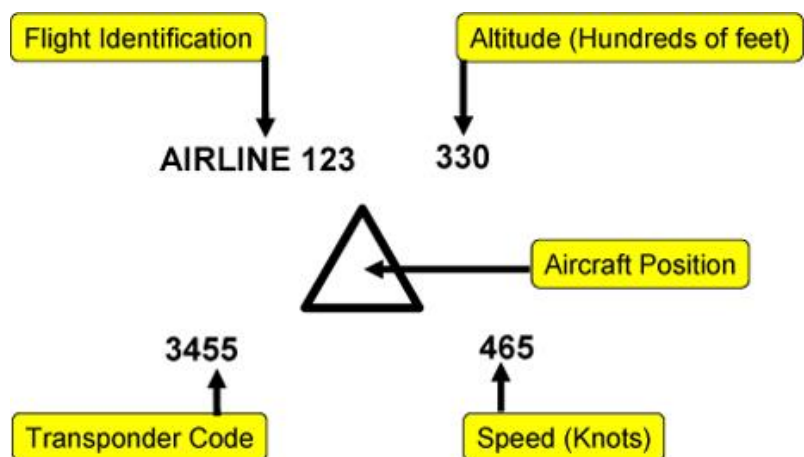 Flight Identification
Altitude (Hundreds of feet)
AIRLINE 123
330
Aircraft Position
3455
465
Transponder Code
Speed (Knots)